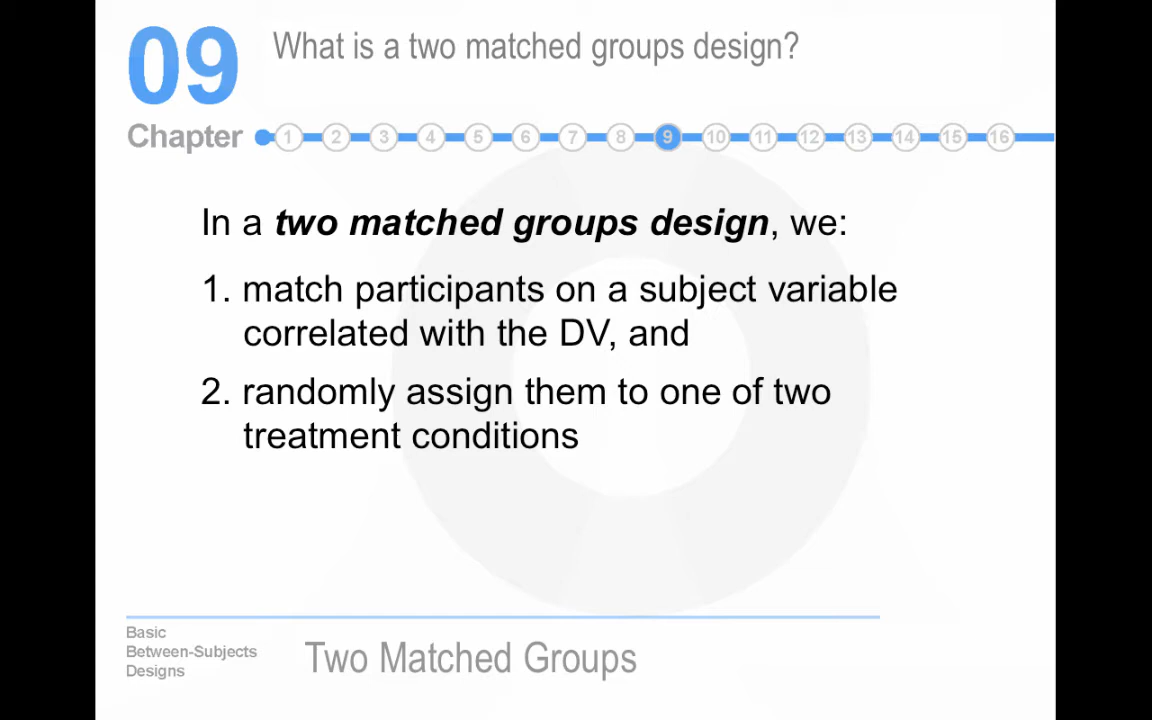 09
What is a two matched groups design?
Chapter
1 2 3 4 5 6 7 8 9 10 11 12 13 14 15 16
In a two matched groups design, we:
1. match participants on a subject variable
correlated with the DV, and
2. randomly assign them to one of two
treatment conditions
Basic
Between-Subjects
Designs
Two Matched Groups